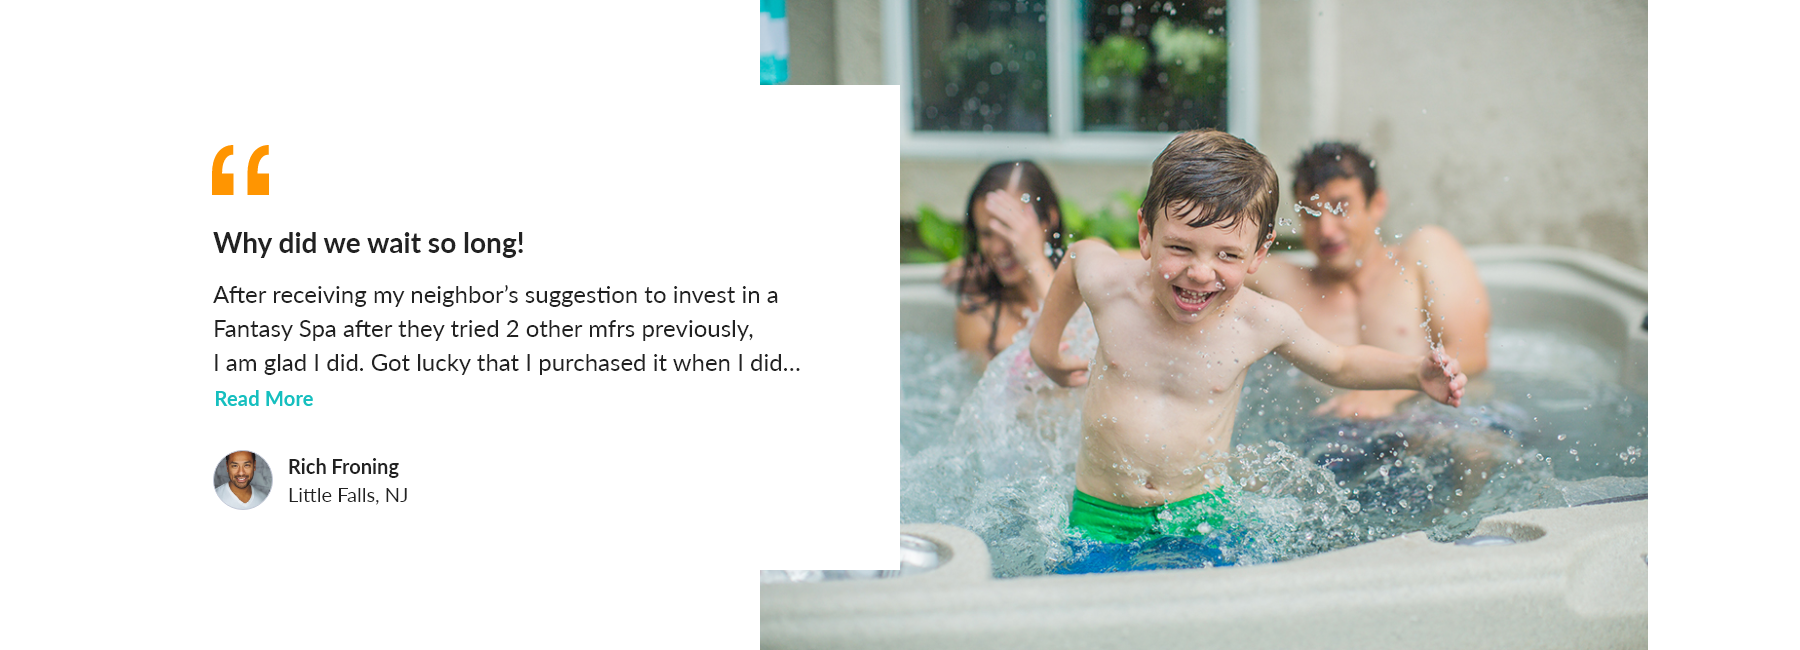 Why did we wait so long!
After receiving my neighbor’s suggestion to invest in a
Fantasy Spa after they tried 2 other mfrs previously,
I am glad I did. Got lucky that I purchased it when I did...
Read More
Rich Froning
Little Falls, NJ